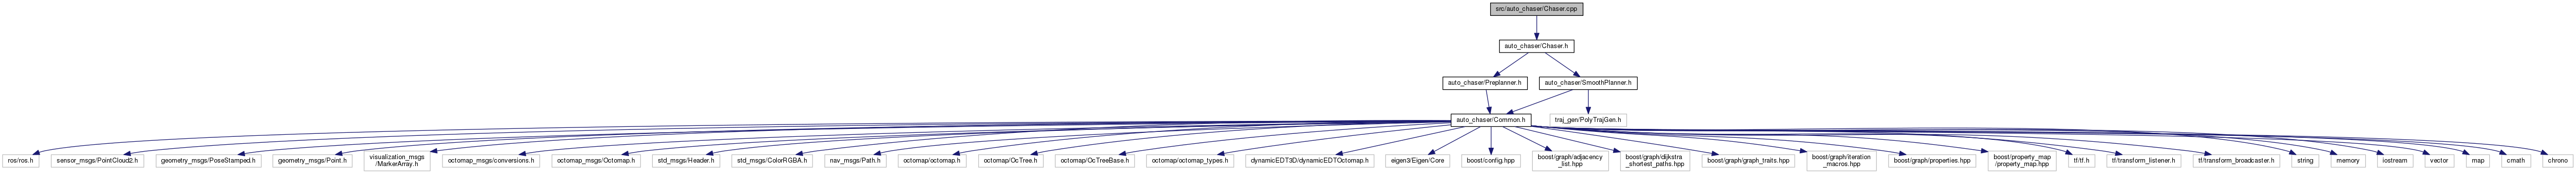 src/auto_chaser/Chaser.cpp
auto_chaser/Chaser.h
auto_chaser/Preplanner.h
auto_chaser/SmoothPlanner.h
auto_chaser/Common.h
traj_gen/PolyTrajGen.h
ros/ros.h
sensor_msgs/PointCloud2.h
geometry_msgs/PoseStamped.h
geometry_msgs/Point.h
visualization_msgs
/MarkerArray.h
octomap_msgs/conversions.h
octomap_msgs/Octomap.h
std_msgs/Header.h
std_msgs/ColorRGBA.h
nav_msgs/Path.h
octomap/octomap.h
octomap/OcTree.h
octomap/OcTreeBase.h
octomap/octomap_types.h
dynamicEDT3D/dynamicEDTOctomap.h
eigen3/Eigen/Core
boost/config.hpp
boost/graph/adjacency
_list.hpp
boost/graph/dijkstra
_shortest_paths.hpp
boost/graph/graph_traits.hpp
boost/graph/iteration
_macros.hpp
boost/graph/properties.hpp
boost/property_map
/property_map.hpp
tf/tf.h
tf/transform_listener.h
tf/transform_broadcaster.h
string
memory
iostream
vector
map
cmath
chrono